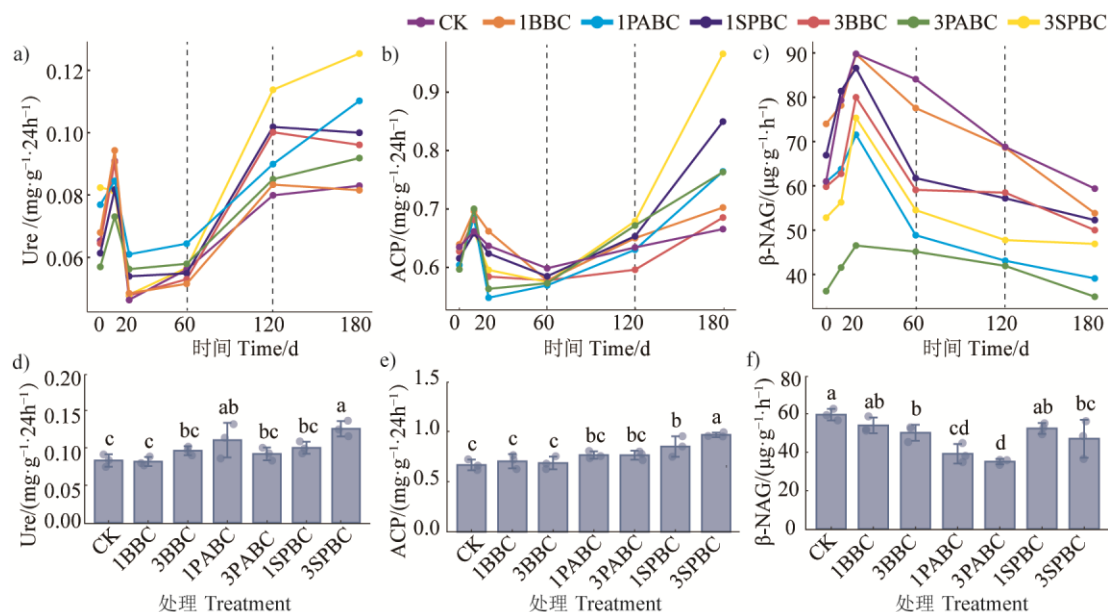 CK 1BBC 1PABC 1SPBC 3BBC 3PABC 3SPBC
a) b) c)
Ure/(mg·g⁻¹·24h⁻¹)
0.12
0.10
0.08
0.06
0 20 60 120 180
时间 Time/d
ACP/(mg·g⁻¹·24h⁻¹)
0.9
0.8
0.7
0.6
0 20 60 120 180
时间 Time/d
β-NAG/(μg·g⁻¹·h⁻¹)
90
80
70
60
50
40
0 20 60 120 180
时间 Time/d
d) e) f)
Ure/(mg·g⁻¹·24h⁻¹)
0.20
0.15
0.10
0.05
0.00
c c bc ab bc bc a
CK 1BBC 3BBC 1PABC 3PABC 1SPBC 3SPBC
处理 Treatment
ACP/(mg·g⁻¹·24h⁻¹)
1.5
1.0
0.5
0.0
c c c bc bc b a
CK 1BBC 3BBC 1PABC 3PABC 1SPBC 3SPBC
处理 Treatment
β-NAG/(μg·g⁻¹·h⁻¹)
80
60
40
20
0
a ab b cd d ab bc
CK 1BBC 3BBC 1PABC 3PABC 1SPBC 3SPBC
处理 Treatment